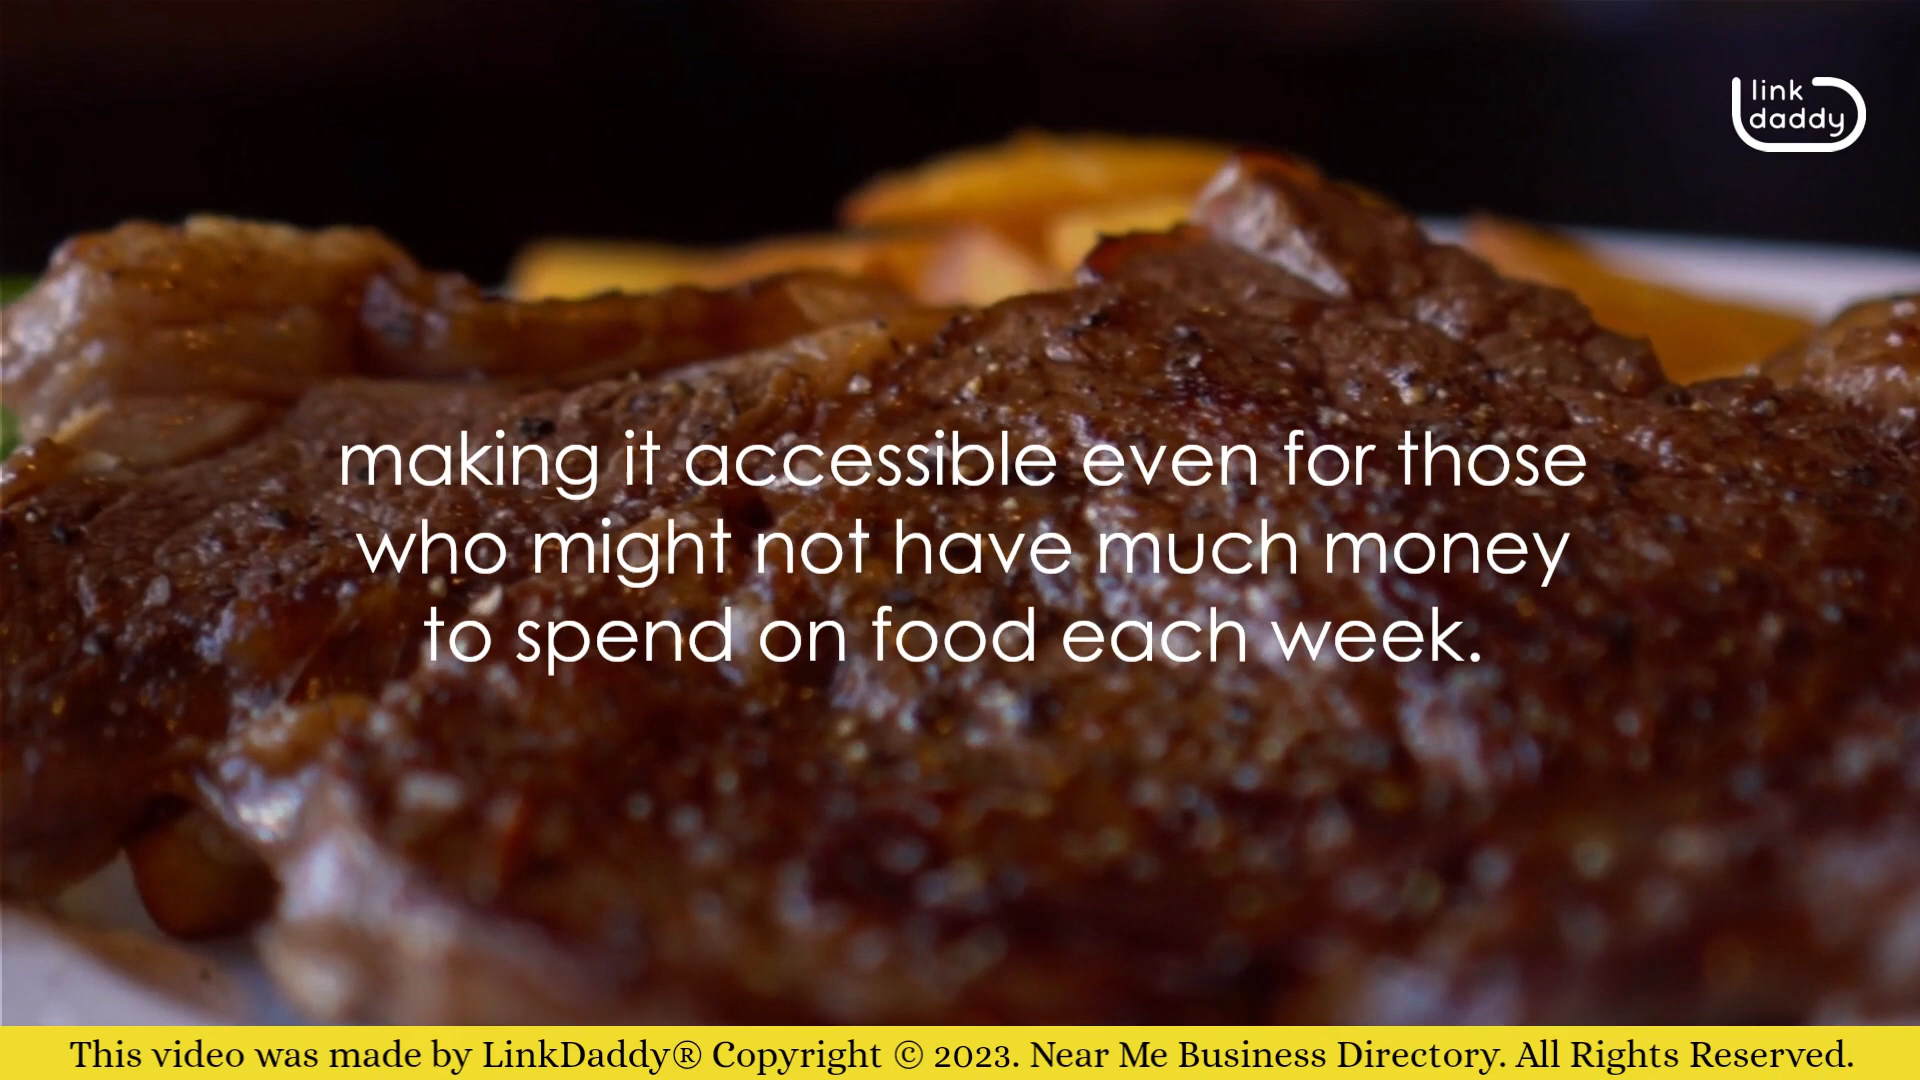 link
daddy
making it accessible even for those
who might not have much money
to spend on food each week.
This video was made by LinkDaddy® Copyright © 2023. Near Me Business Directory. All Rights Reserved.